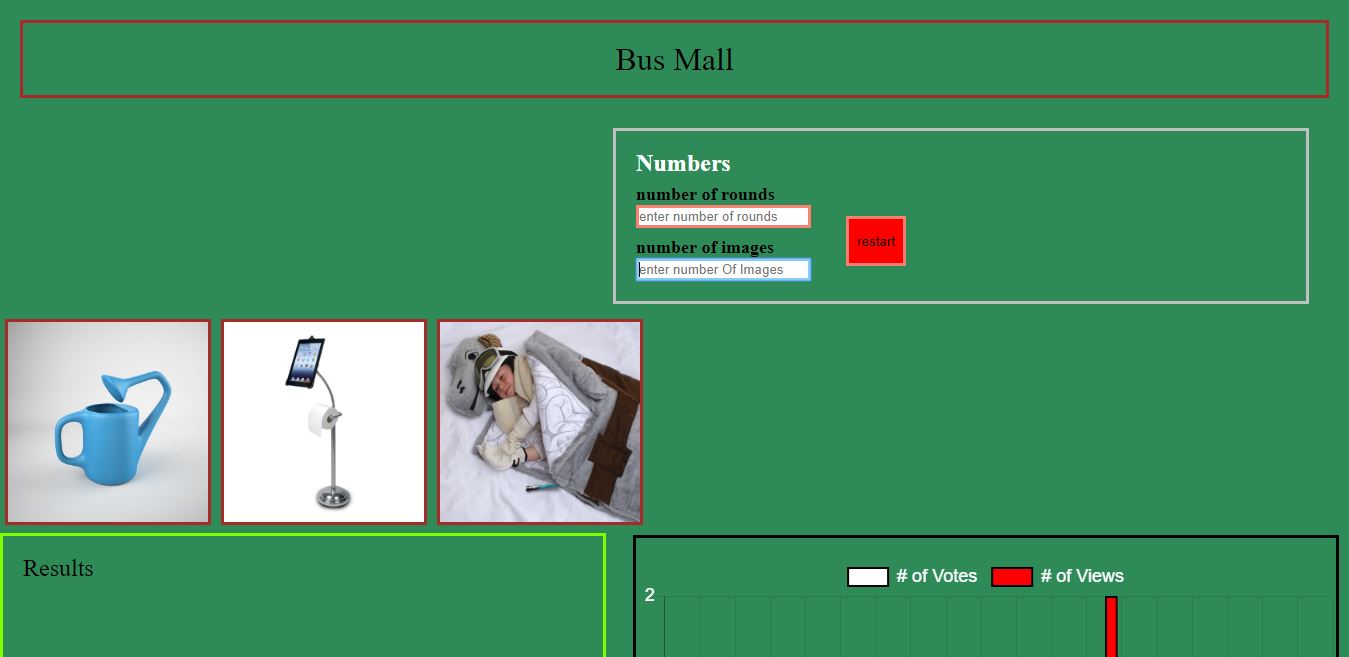 Bus Mall
Numbers
number of rounds
enter number of rounds
restart
number of images
enter number Of Images
Results
# of Votes # of Views
2